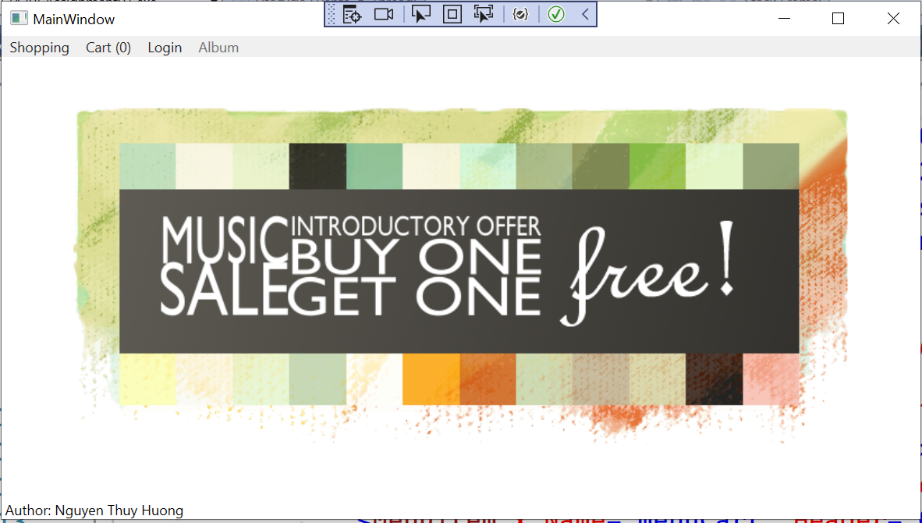 MainWindow
Shopping Cart (0) Login Album
MUSIC INTRODUCTORY OFFER
SALE BUY ONE
GET ONE free!
Author: Nguyen Thuy Huong